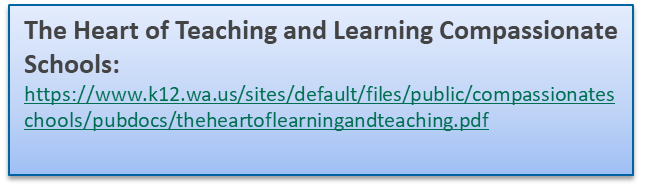 The Heart of Teaching and Learning Compassionate
Schools:
https://www.k12.wa.us/sites/default/files/public/compassionates
chools/pubdocs/theheartoflearningandteaching.pdf